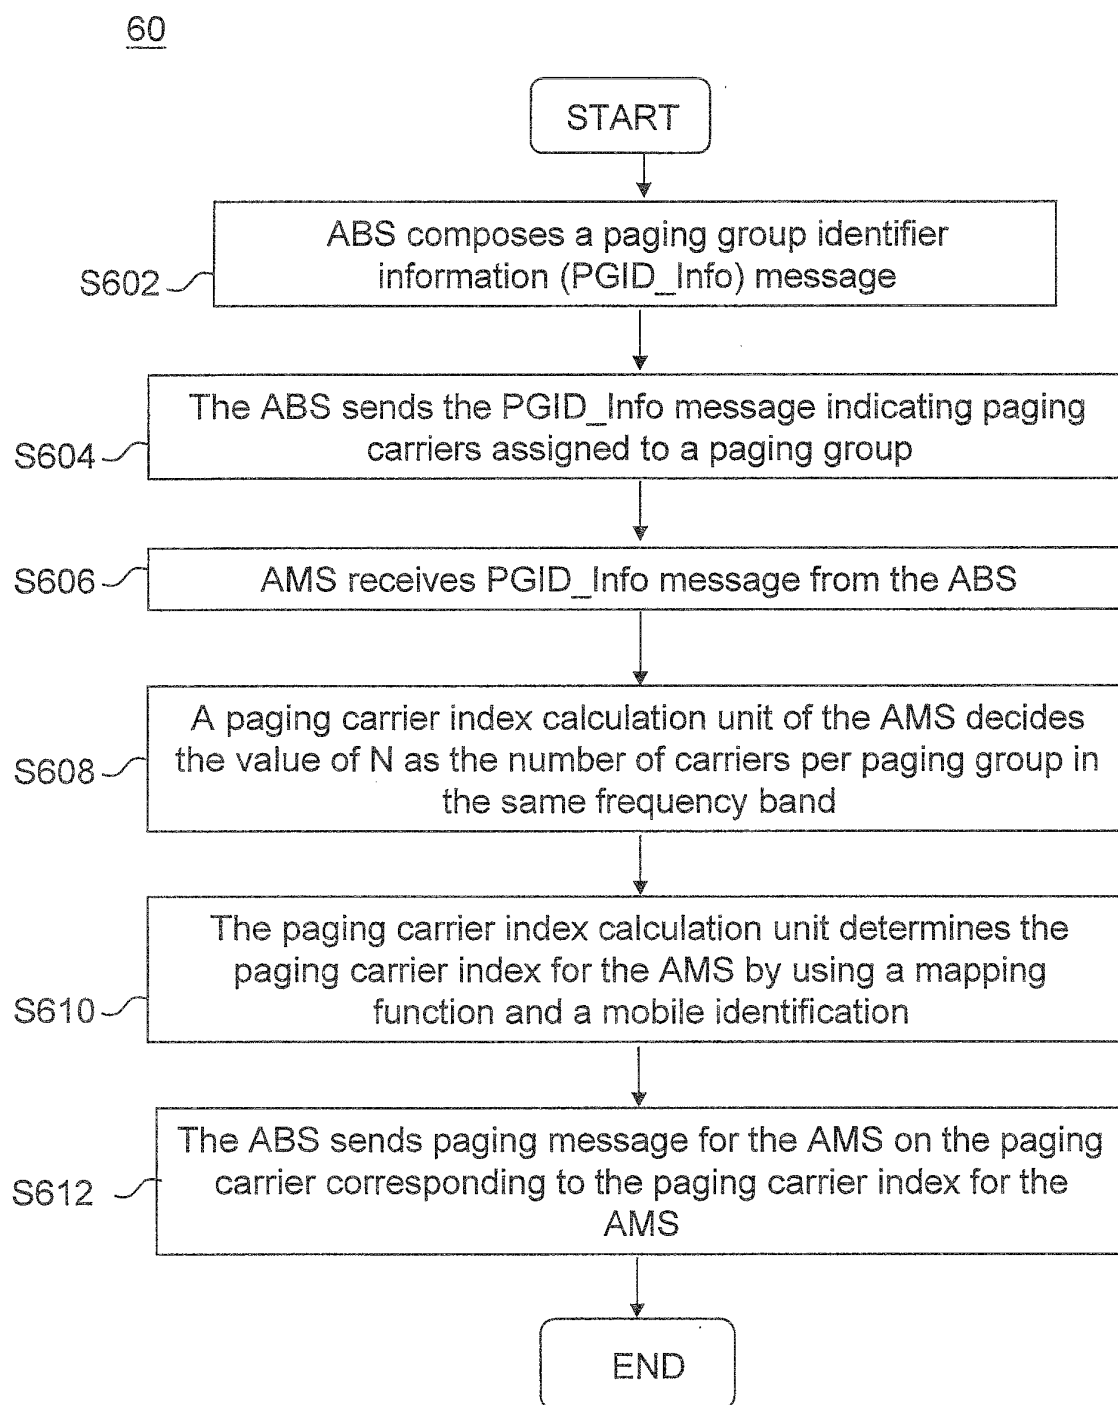 60
START
ABS composes a paging group identifier
information (PGID_Info) message
S602
The ABS sends the PGID_Info message indicating paging
carriers assigned to a paging group
S604
AMS receives PGID_Info message from the ABS
S606
A paging carrier index calculation unit of the AMS decides
the value of N as the number of carriers per paging group in
the same frequency band
S608
The paging carrier index calculation unit determines the
paging carrier index for the AMS by using a mapping
function and a mobile identification
S610
The ABS sends paging message for the AMS on the paging
carrier corresponding to the paging carrier index for the
AMS
S612
END